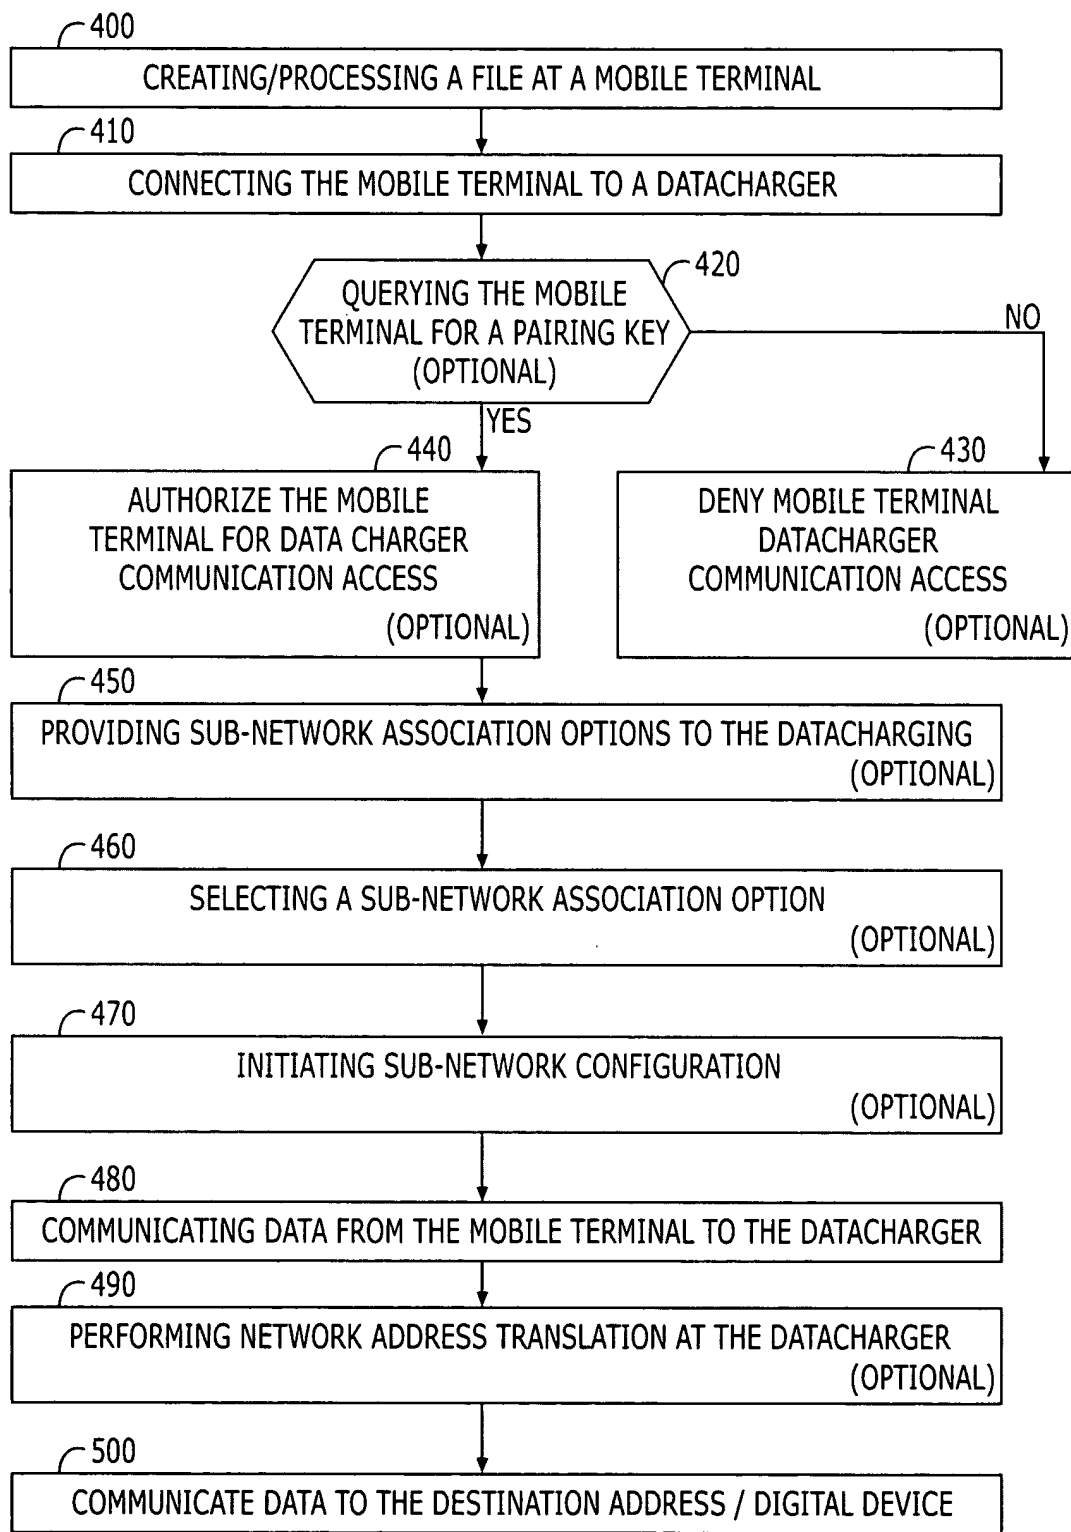 400
CREATING/PROCESSING A FILE AT A MOBILE TERMINAL
410
CONNECTING THE MOBILE TERMINAL TO A DATACHARGER
420
QUERYING THE MOBILE
TERMINAL FOR A PAIRING KEY
(OPTIONAL)
NO
YES
440
AUTHORIZE THE MOBILE
TERMINAL FOR DATA CHARGER
COMMUNICATION ACCESS
(OPTIONAL)
430
DENY MOBILE TERMINAL
DATACHARGER
COMMUNICATION ACCESS
(OPTIONAL)
450
PROVIDING SUB-NETWORK ASSOCIATION OPTIONS TO THE DATACHARGING
(OPTIONAL)
460
SELECTING A SUB-NETWORK ASSOCIATION OPTION
(OPTIONAL)
470
INITIATING SUB-NETWORK CONFIGURATION
(OPTIONAL)
480
COMMUNICATING DATA FROM THE MOBILE TERMINAL TO THE DATACHARGER
490
PERFORMING NETWORK ADDRESS TRANSLATION AT THE DATACHARGER
(OPTIONAL)
500
COMMUNICATE DATA TO THE DESTINATION ADDRESS / DIGITAL DEVICE